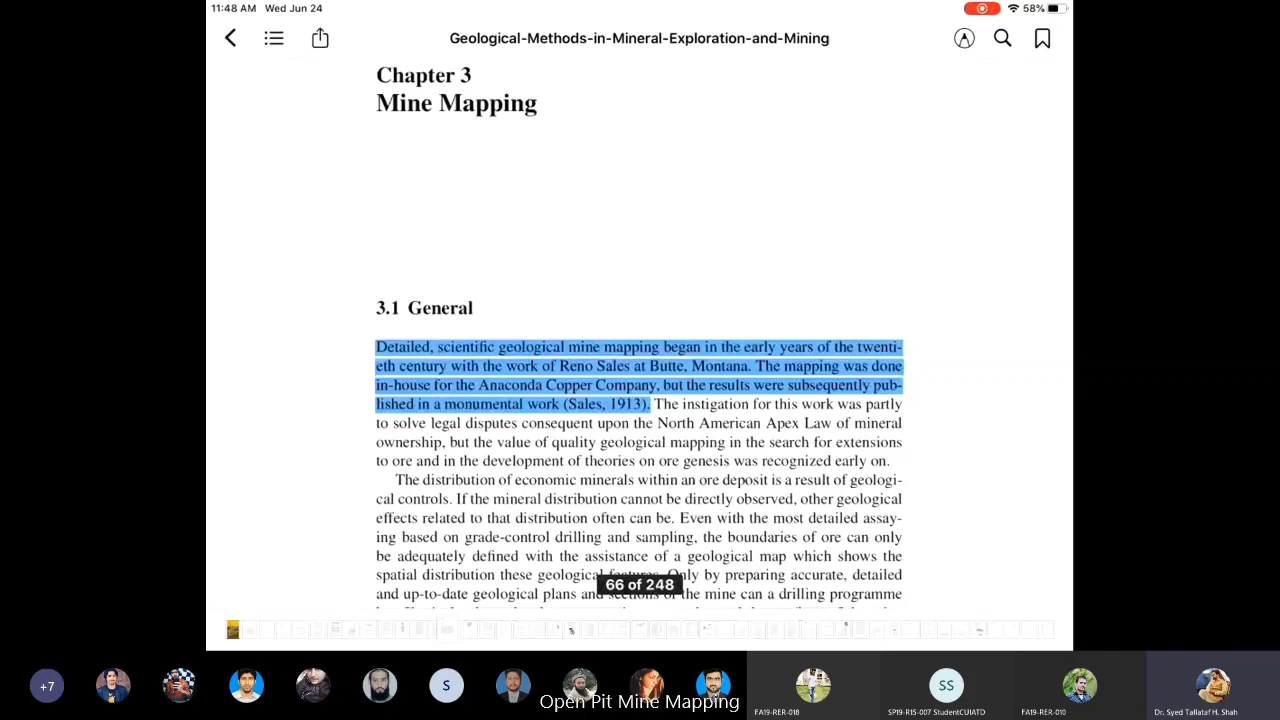 11:48 AM Wed Jun 24
58%
Geological-Methods-in-Mineral-Exploration-and-Mining
Chapter 3
Mine Mapping
3.1 General
Detailed, scientific geological mine mapping began in the early years of the twenti-
eth century with the work of Reno Sales at Butte, Montana. The mapping was done
in-house for the Anaconda Copper Company, but the results were subsequently pub-
lished in a monumental work (Sales, 1913). The instigation for this work was partly
to solve legal disputes consequent upon the North American Apex Law of mineral
ownership, but the value of quality geological mapping in the search for extensions
to ore and in the development of theories on ore genesis was recognized early on.
The distribution of economic minerals within an ore deposit is a result of geologi-
cal controls. If the mineral distribution cannot be directly observed, other geological
effects related to that distribution often can be. Even with the most detailed assay-
ing based on grade-control drilling and sampling, the boundaries of ore can only
be adequately defined with the assistance of a geological map which shows the
spatial distribution these geological features. Only by preparing accurate, detailed
66 of 248
and up-to-date geological plans and sections of the mine can a drilling programme
+7
S
SS
Open Pit Mine Mapping
FA19-RER-018
SP19-R15-007 StudentCUIATD
FA19-RER-010
Dr. Syed Tallataf H. Shah